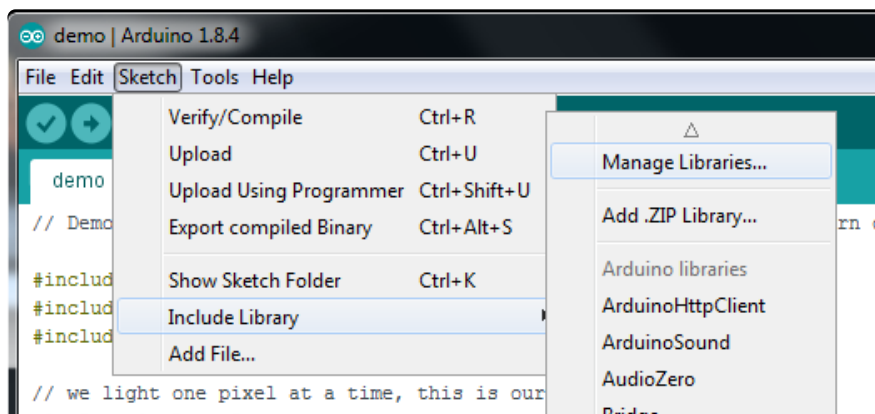 demo | Arduino 1.8.4
File Edit Sketch Tools Help
Verify/Compile Ctrl+R
Upload Ctrl+U
Upload Using Programmer Ctrl+Shift+U
Export compiled Binary Ctrl+Alt+S
Show Sketch Folder Ctrl+K
Include Library
Add File...
Manage Libraries...
Add .ZIP Library...
Arduino libraries
ArduinoHttpClient
ArduinoSound
AudioZero
demo
// Demo
#includ
#includ
#includ
// we light one pixel at a time, this is our